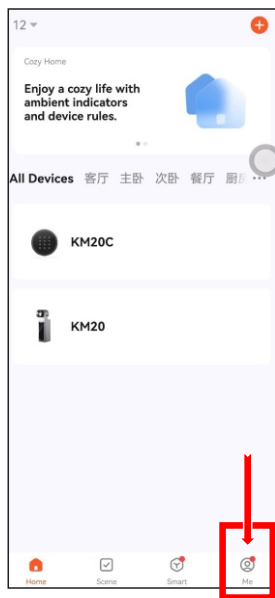 12
Cozy Home
Enjoy a cozy life with
ambient indicators
and device rules.
All Devices 客厅 主卧 次卧 餐厅 厨房 ...
KM20C
KM20
Home Scene Smart Me